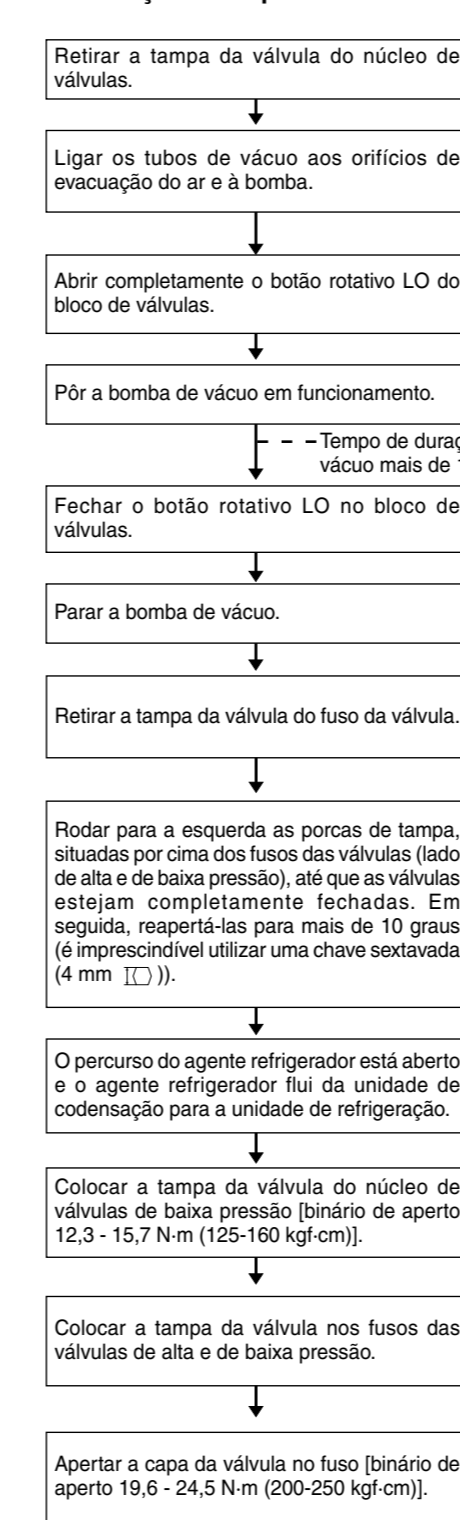 Retirar a tampa da válvula do núcleo de
válvulas.
Ligar os tubos de vácuo aos orifícios de
evacuação do ar e à bomba.
Abrir completamente o botão rotativo LO do
bloco de válvulas.
Pôr a bomba de vácuo em funcionamento.
Tempo de
vácuo mais de
Fechar o botão rotativo LO no bloco de
válvulas.
Parar a bomba de vácuo.
Retirar a tampa da válvula do fuso da válvula.
Rodar para a esquerda as porcas de tampa,
situadas por cima dos fusos das válvulas (lado
de alta e de baixa pressão), até que as válvulas
estejam completamente fechadas. Em
seguida, reapertá-las para mais de 10 graus
(é imprescindível utilizar uma chave sextavada
(4 mm )).
O percurso do agente refrigerador está aberto
e o agente refrigerador flui da unidade de
codensação para a unidade de refrigeração.
Colocar a tampa da válvula do núcleo de
válvulas de baixa pressão [binário de aperto
12,3 - 15,7 N·m (125-160 kgf·cm)].
Colocar a tampa da válvula nos fusos das
válvulas de alta e de baixa pressão.
Apertar a capa da válvula no fuso [binário de
aperto 19,6 - 24,5 N·m (200-250 kgf·cm)].